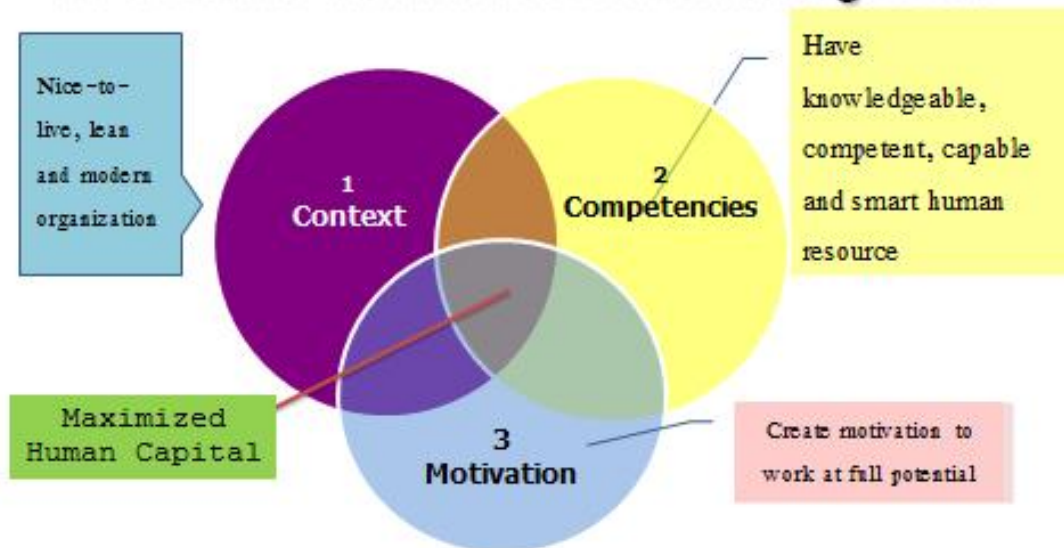 Nice-to-
live, lean
and modern
organization
1
Context
2
Competencies
Have
knowledgeable,
competent, capable
and smart human
resource
Maximized
Human Capital
3
Motivation
Create motivation to
work at full potential